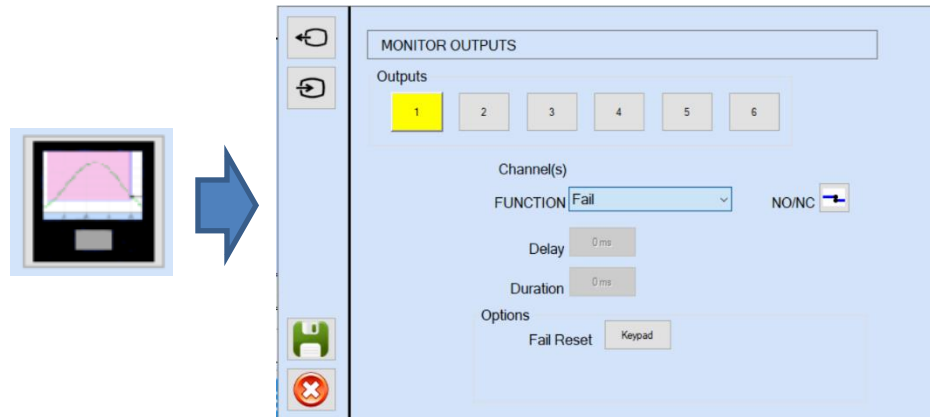 MONITOR OUTPUTS
Outputs
1 2 3 4 5 6
Channel(s)
FUNCTION Fail NO/NC
Delay 0 ms
Duration 0 ms
Options
Fail Reset Keypad